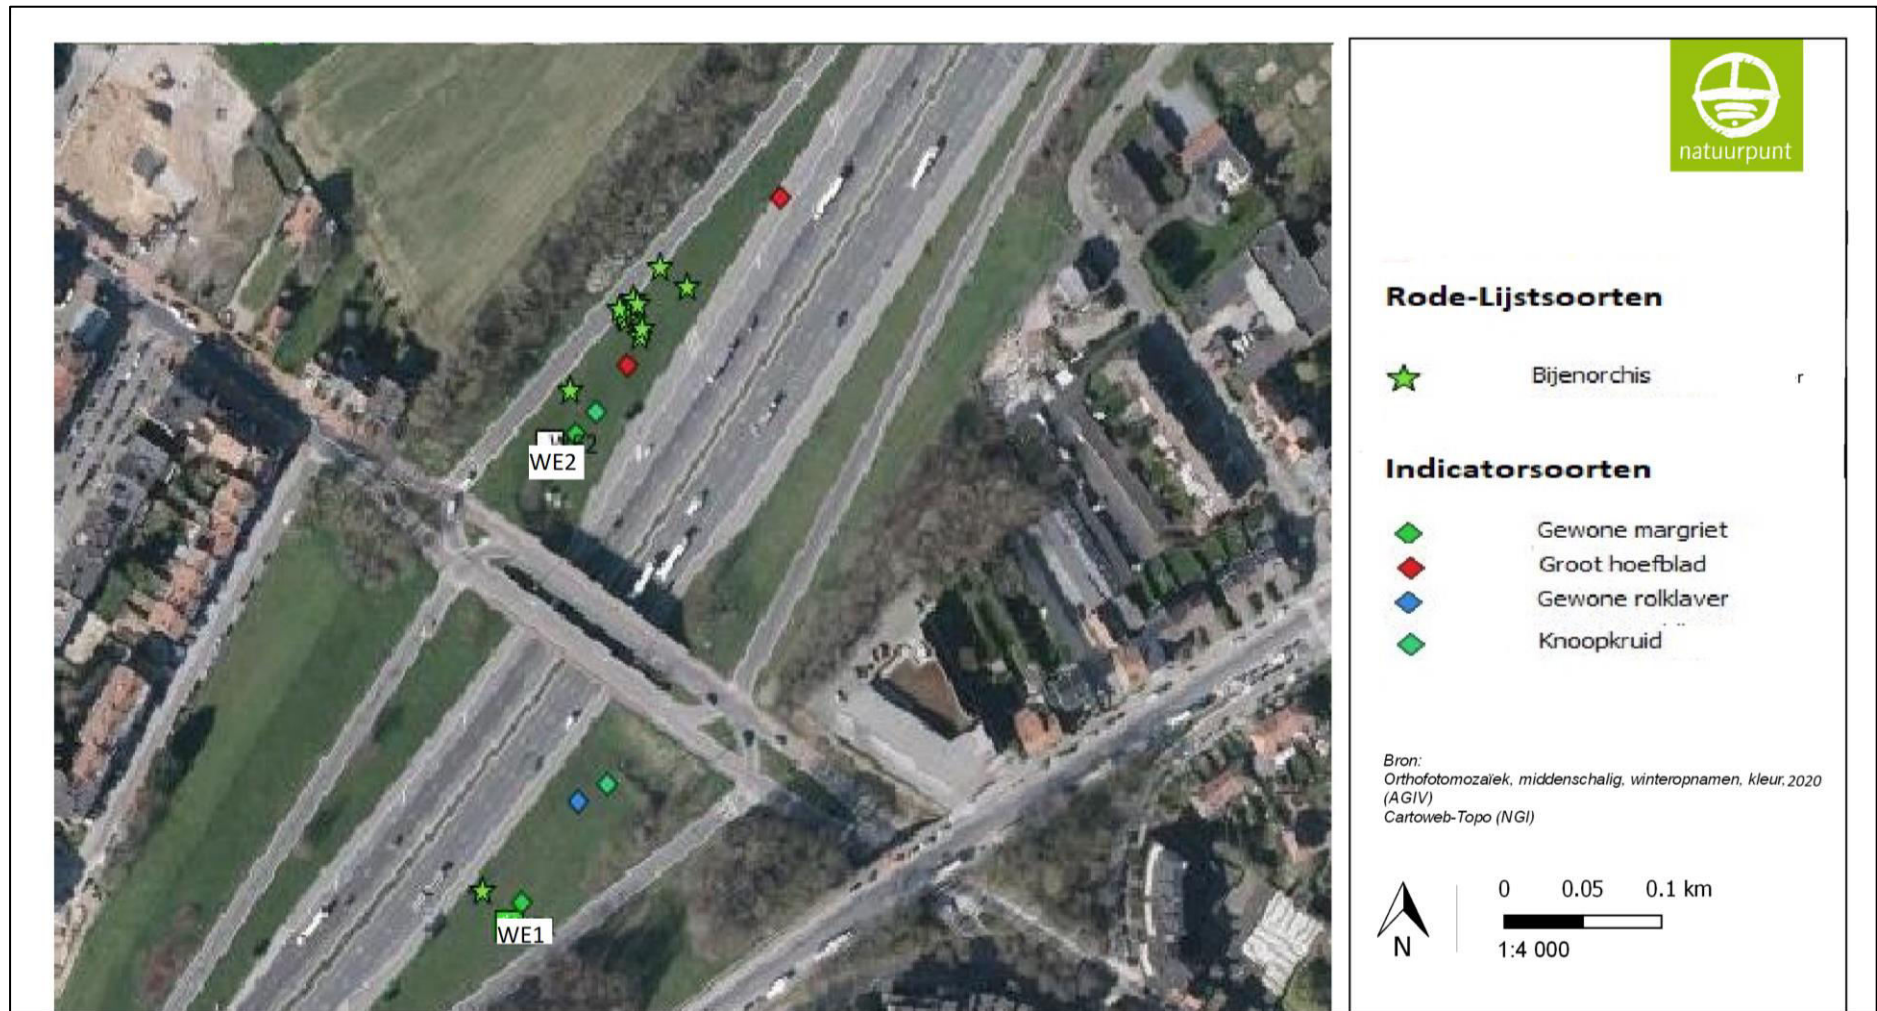 WE2
WE1
natuurpunt
Rode-Lijstsoorten
Bijenorchis
r
Indicatorsoorten
Gewone margriet
Groot hoefblad
Gewone rolklaver
Knoopkruid
Bron:
Orthofotomozaïek, middenschalig, winteropnamen, kleur, 2020
(AGIV)
Cartoweb-Topo (NGI)
0 0.05 0.1 km
N
1:4 000